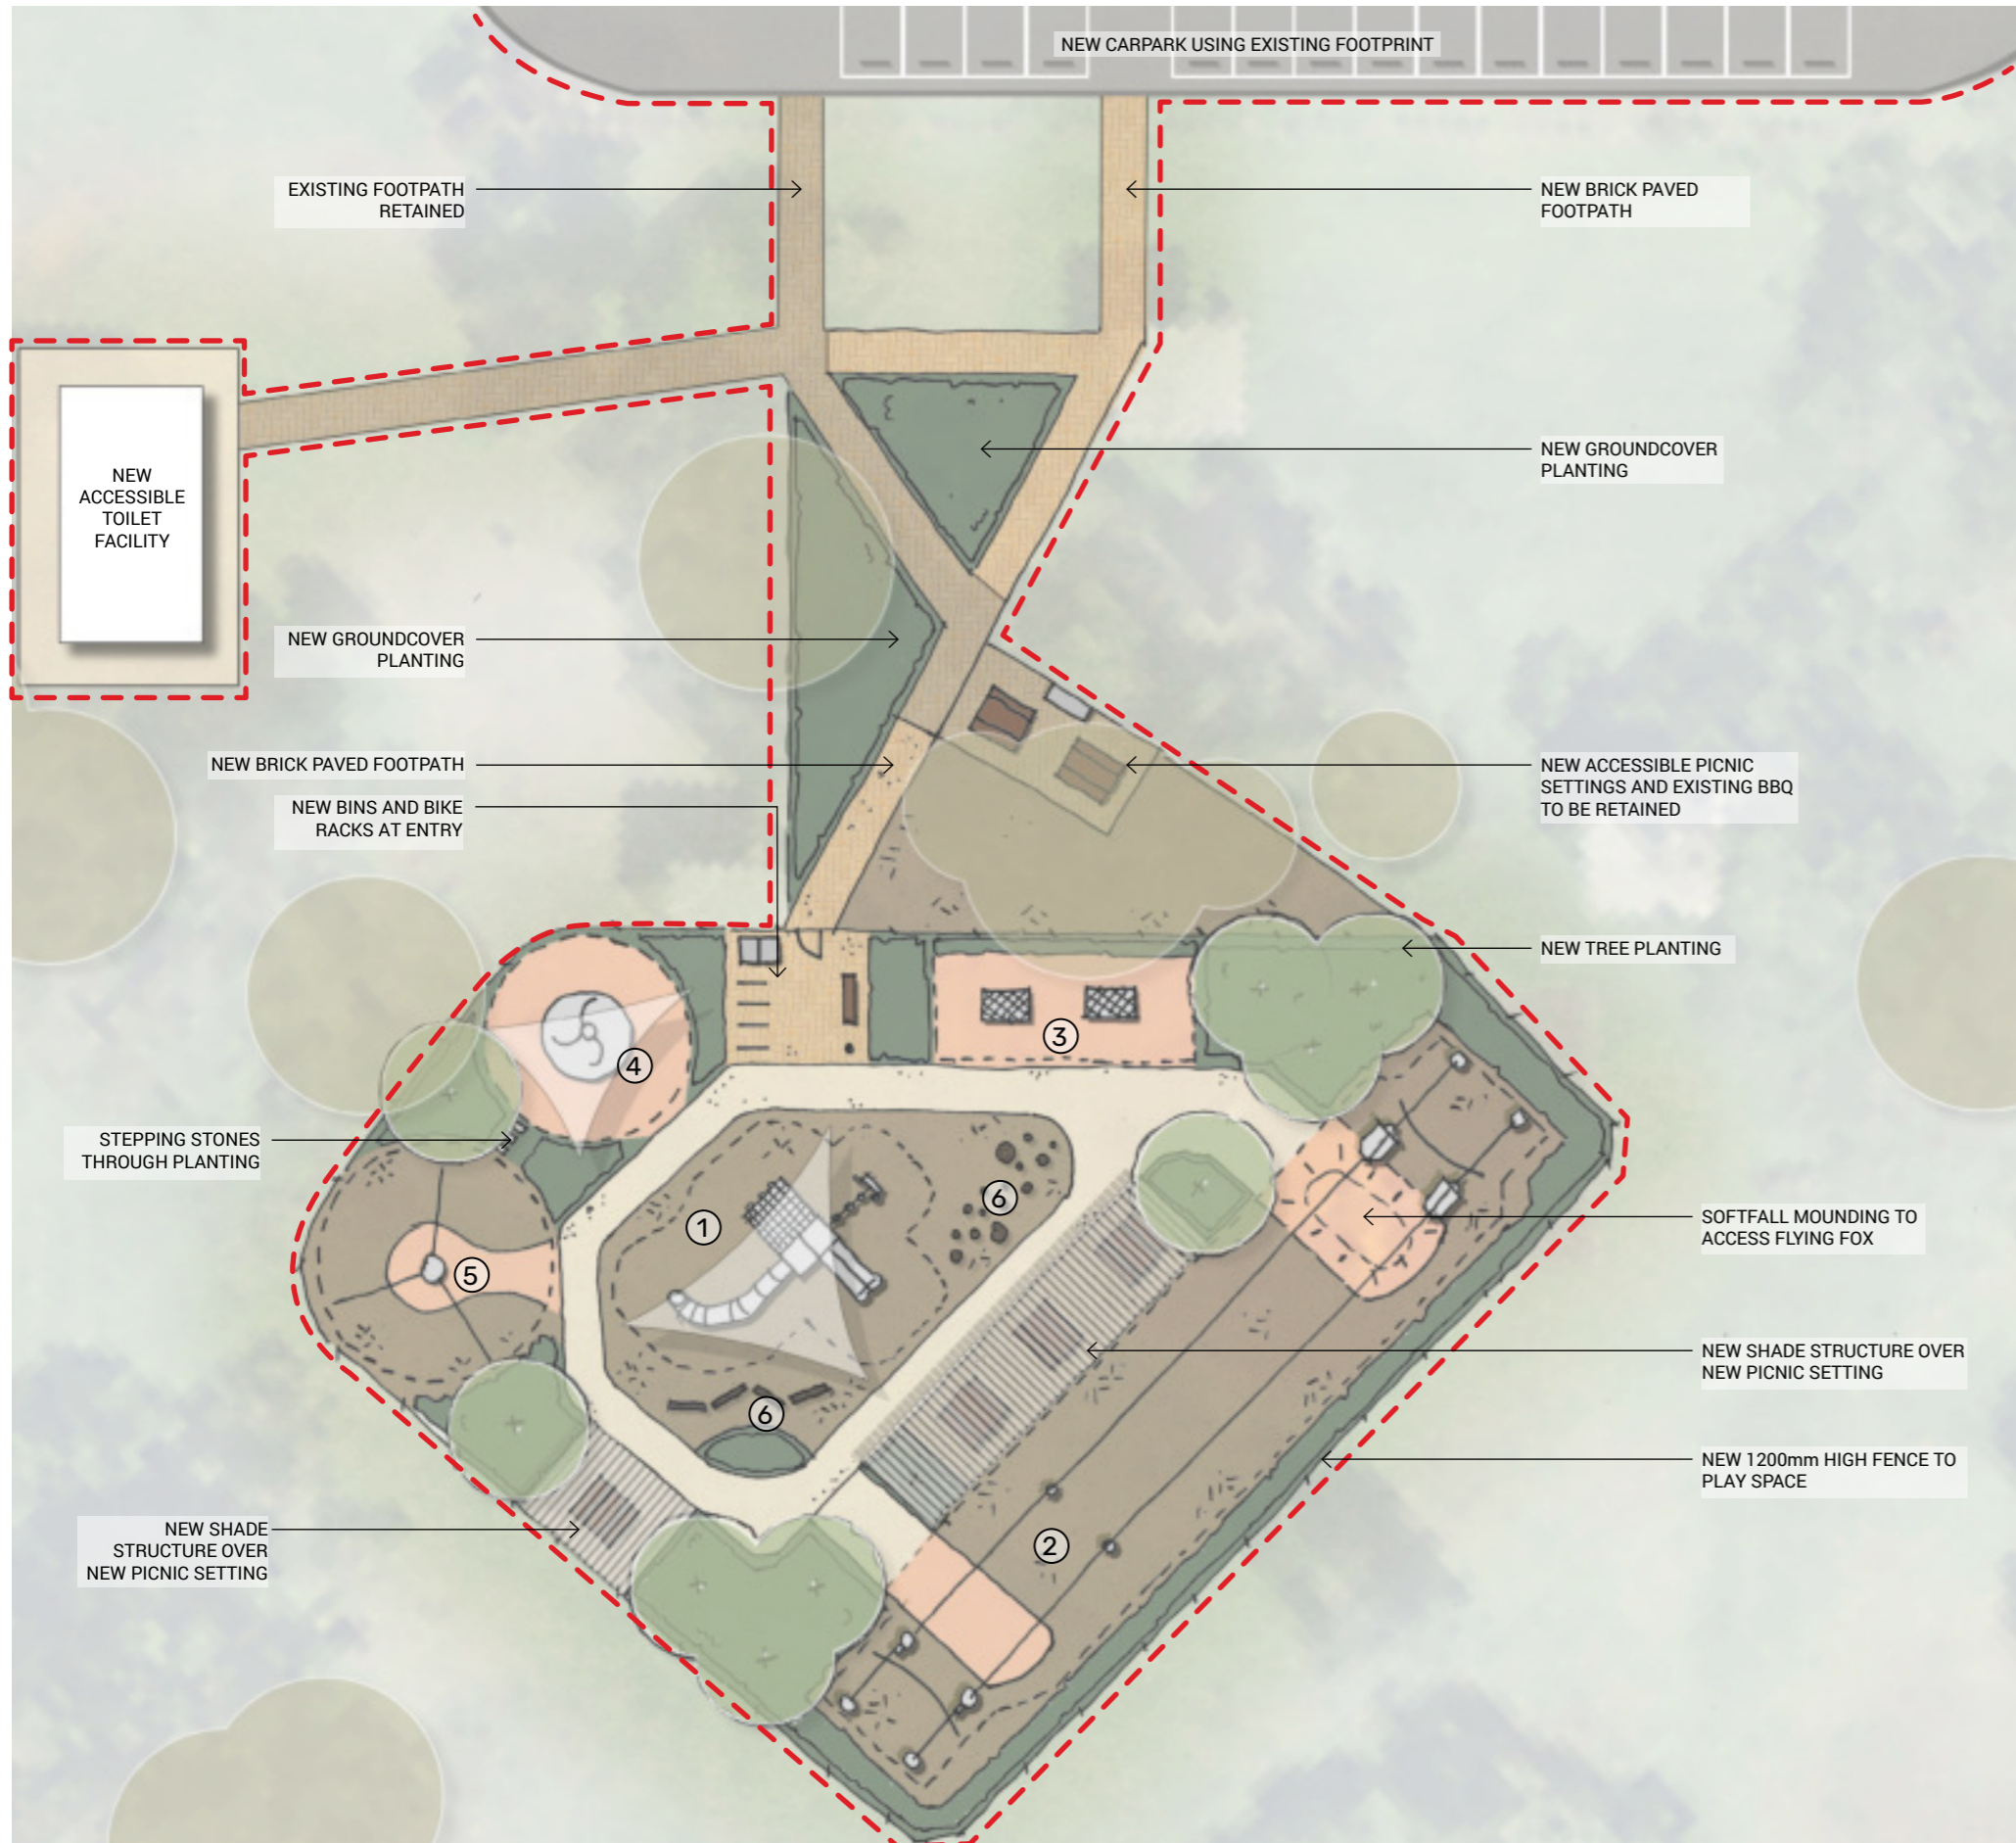 NEW CARPARK USING EXISTING FOOTPRINT
EXISTING FOOTPATH
RETAINED
NEW BRICK PAVED
FOOTPATH
NEW
ACCESSIBLE
TOILET
FACILITY
NEW GROUNDCOVER
PLANTING
NEW GROUNDCOVER
PLANTING
NEW BRICK PAVED FOOTPATH
NEW ACCESSIBLE PICNIC
SETTINGS AND EXISTING BBQ
TO BE RETAINED
NEW BINS AND BIKE
RACKS AT ENTRY
NEW TREE PLANTING
3
4
STEPPING STONES
THROUGH PLANTING
6
1
SOFTFALL MOUNDING TO
ACCESS FLYING FOX
5
NEW SHADE STRUCTURE OVER
NEW PICNIC SETTING
6
NEW 1200mm HIGH FENCE TO
PLAY SPACE
NEW SHADE
STRUCTURE OVER
NEW PICNIC SETTING
2